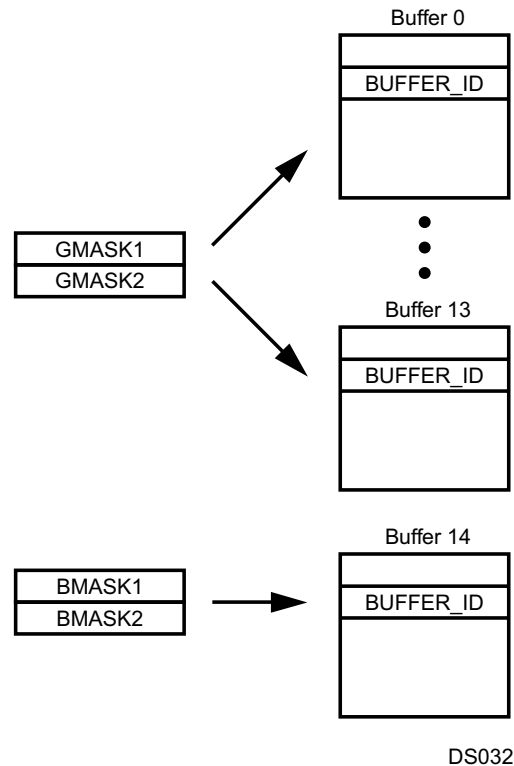 Buffer 0
BUFFER_ID
GMASK1
GMASK2
Buffer 13
BUFFER_ID
Buffer 14
BMASK1
BMASK2
BUFFER_ID
DS032